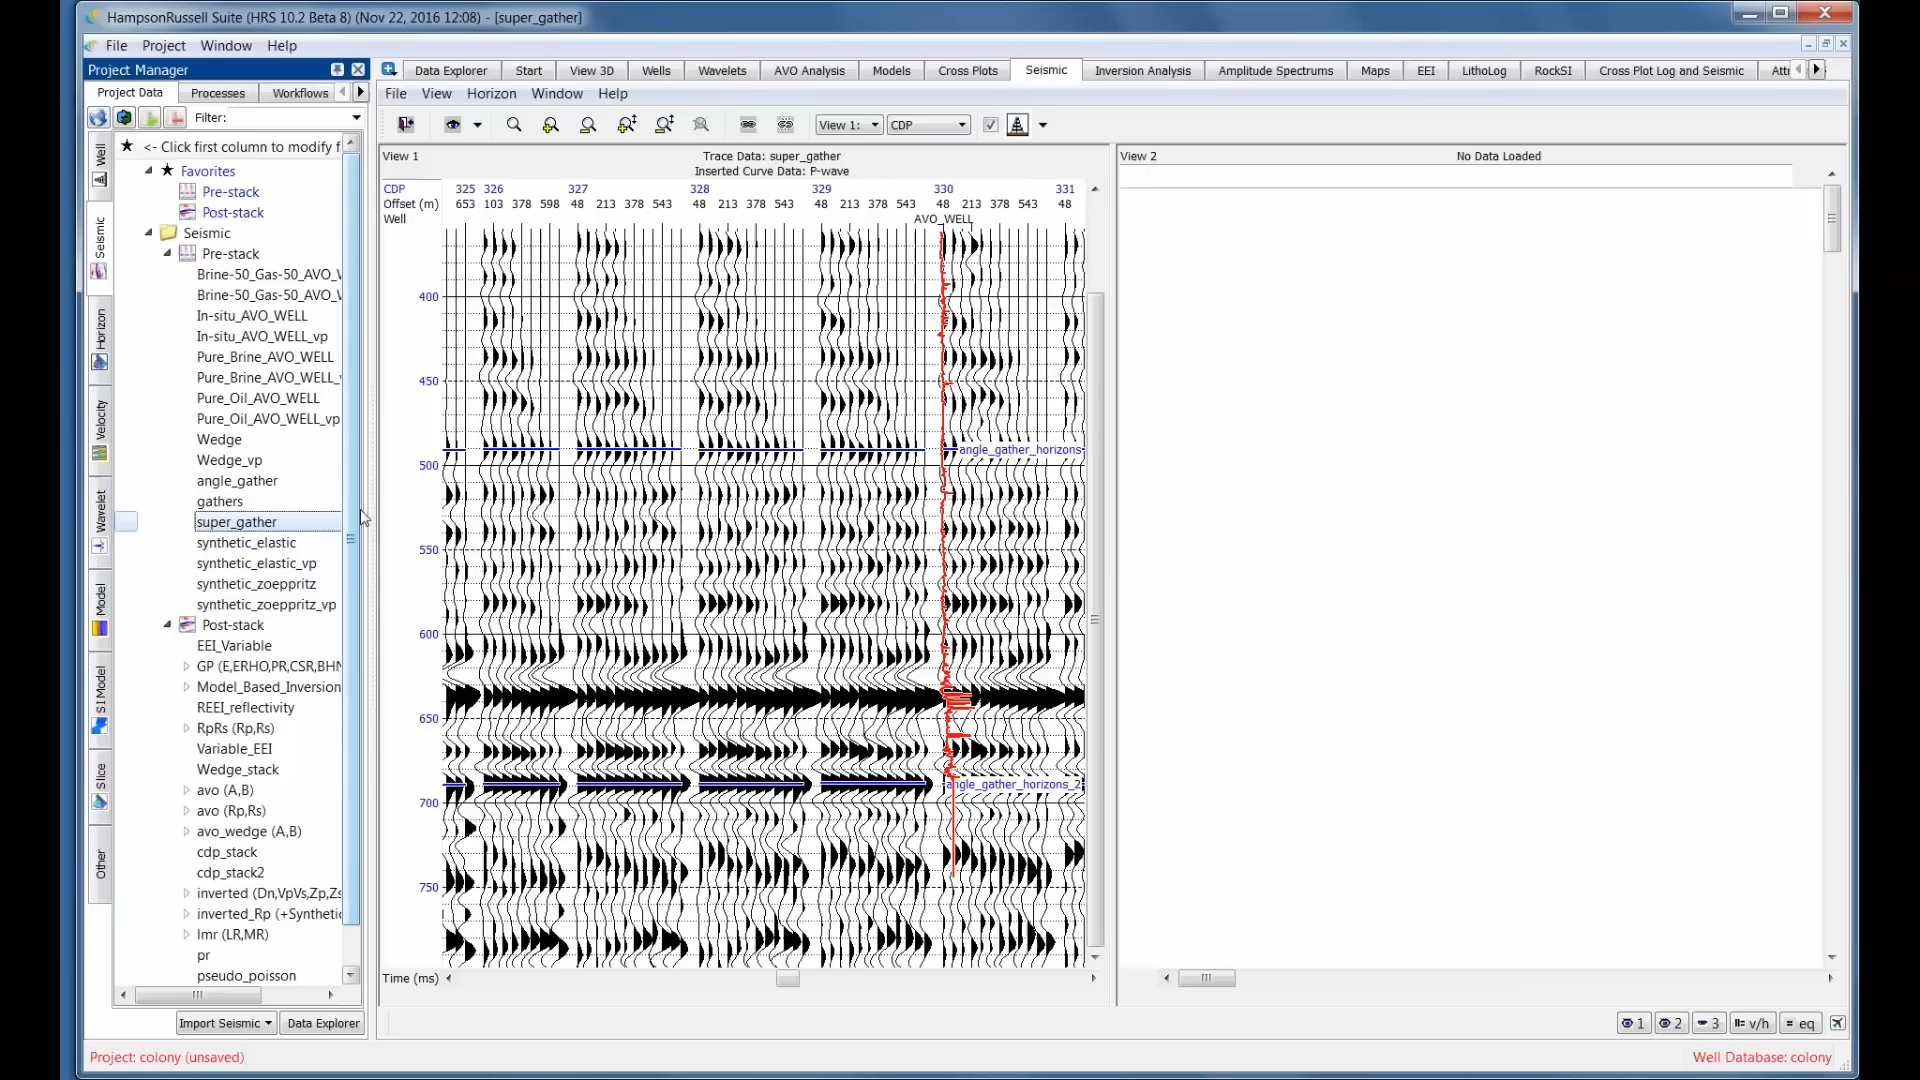 HampsonRussell Suite (HRS 10.2 Beta 8) (Nov 22, 2016 12:08) - [super_gather]
File Project Window Help
Project Manager
Project Data Processes Workflows
Filter:
<- Click first column to modify f
Favorites
Pre-stack
Post-stack
Seismic
Pre-stack
Brine-50_Gas-50_AVO_
Brine-50_Gas-50_AVO_
In-situ_AVO_WELL
In-situ_AVO_WELL_vp
Pure_Brine_AVO_WELL
Pure_Brine_AVO_WELL_
Pure_Oil_AVO_WELL
Pure_Oil_AVO_WELL_vp
Wedge
Wedge_vp
angle_gather
gathers
super_gather
synthetic_elastic
synthetic_elastic_vp
synthetic_zoeppritz
synthetic_zoeppritz_vp
Post-stack
EEI_Variable
GP (E,ERHO,PR,CSR,BHN
Model_Based_Inversion
REEI_reflectivity
RpRs (Rp,Rs)
Variable_EEI
Wedge_stack
avo (A,B)
avo (Rp,Rs)
avo_wedge (A,B)
cdp_stack
cdp_stack2
inverted (Dn,VpVs,Zp,Zs
inverted_Rp (+Syntheti
lmr (LR,MR)
pr
pseudo_poisson
Import Seismic Data Explorer
Well
Seismic
Horizon
Velocity
Wavelet
Model
SI Model
Slice
Other
Data Explorer Start View 3D Wells Wavelets AVO Analysis Models Cross Plots Seismic Inversion Analysis Amplitude Spectrums Maps EEI LithoLog RockSI Cross Plot Log and Seismic Attr
File View Horizon Window Help
View 1: CDP
View 1
Trace Data: super_gather
Inserted Curve Data: P-wave
CDP 325 326 327 328 329 330 331
Offset (m) 653 103 378 598 48 213 378 543 48 213 378 543 48 213 378 543 48 213 378 543 48
Well AVO_WELL
400
450
angle_gather_horizons
500
550
600
650
angle_gather_horizons_2
700
750
Time (ms)
View 2
No Data Loaded
1 2 3 v/h = eq
Project: colony (unsaved)
Well Database: colony